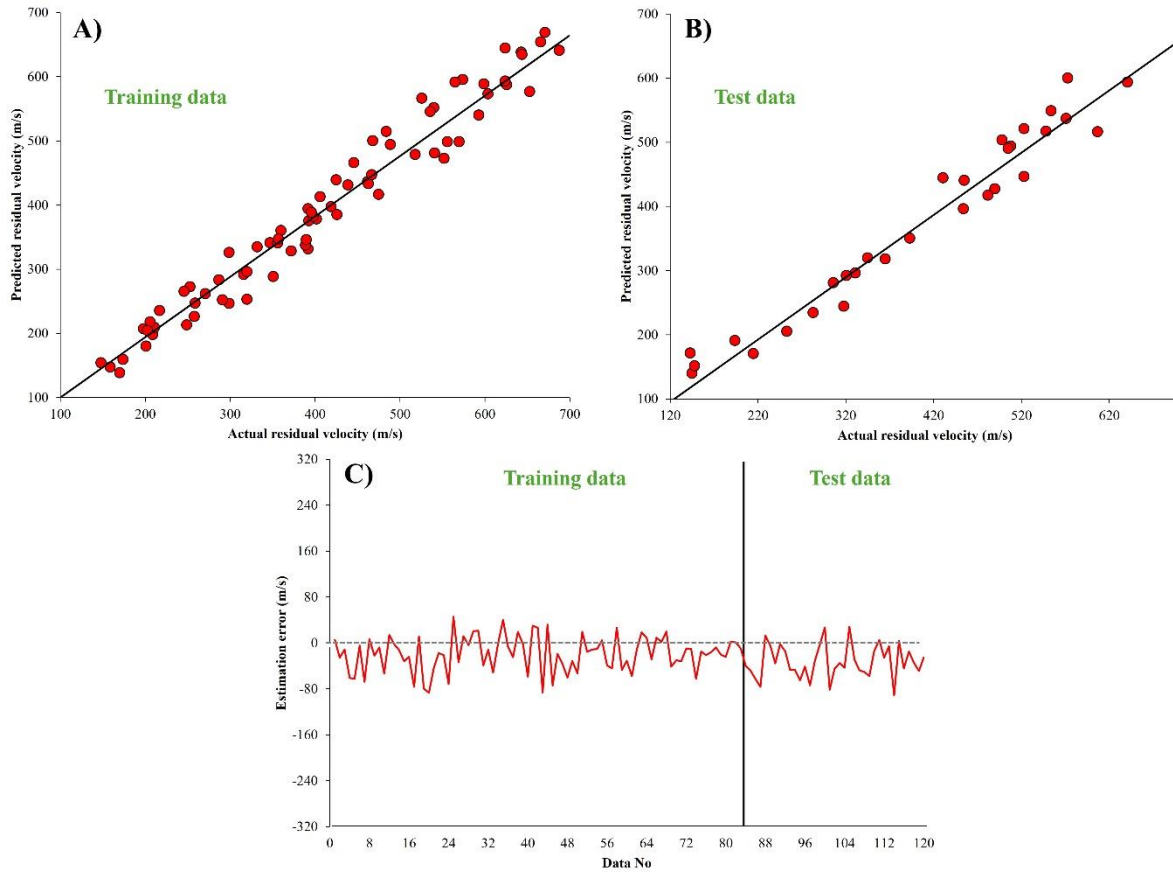 A)
Training data
Predicted residual velocity (m/s)
700
600
500
400
300
200
100
100 200 300 400 500 600 700
Actual residual velocity (m/s)
B)
Test data
Predicted residual velocity (m/s)
700
600
500
400
300
200
100
120 220 320 420 520 620
Actual residual velocity (m/s)
C)
Training data
Test data
Estimation error (m/s)
320
240
160
80
0
-80
-160
-240
-320
0 8 16 24 32 40 48 56 64 72 80 88 96 104 112 120
Data No